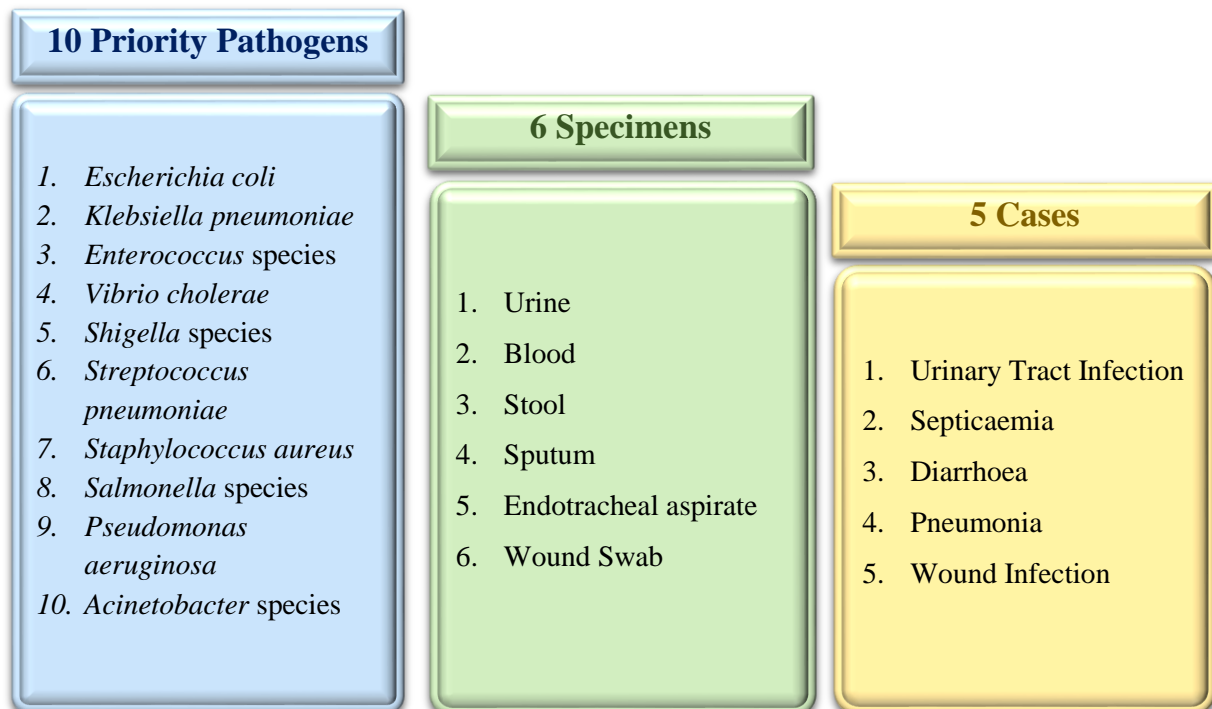 10 Priority Pathogens
1. Escherichia coli
2. Klebsiella pneumoniae
3. Enterococcus species
4. Vibrio cholerae
5. Shigella species
6. Streptococcus
pneumoniae
7. Staphylococcus aureus
8. Salmonella species
9. Pseudomonas
aeruginosa
10. Acinetobacter species
6 Specimens
1. Urine
2. Blood
3. Stool
4. Sputum
5. Endotracheal aspirate
6. Wound Swab
5 Cases
1. Urinary Tract Infection
2. Septicaemia
3. Diarrhoea
4. Pneumonia
5. Wound Infection